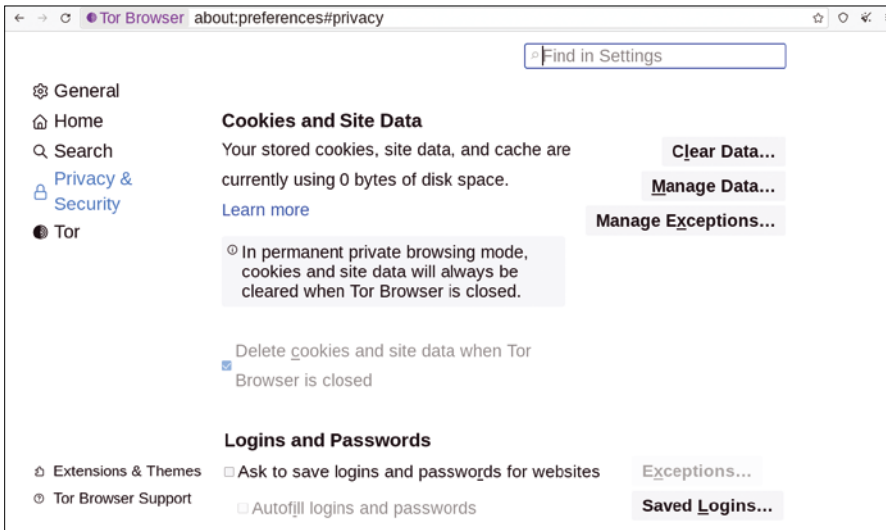 Tor Browser about:preferences#privacy
Find in Settings
General
Home
Search
Privacy &
Security
Tor
Cookies and Site Data
Your stored cookies, site data, and cache are
currently using 0 bytes of disk space.
Learn more
Clear Data...
Manage Data...
Manage Exceptions...
In permanent private browsing mode,
cookies and site data will always be
cleared when Tor Browser is closed.
Delete cookies and site data when Tor
Browser is closed
Logins and Passwords
Ask to save logins and passwords for websites
Exceptions...
Autofill logins and passwords
Saved Logins...
Extensions & Themes
Tor Browser Support